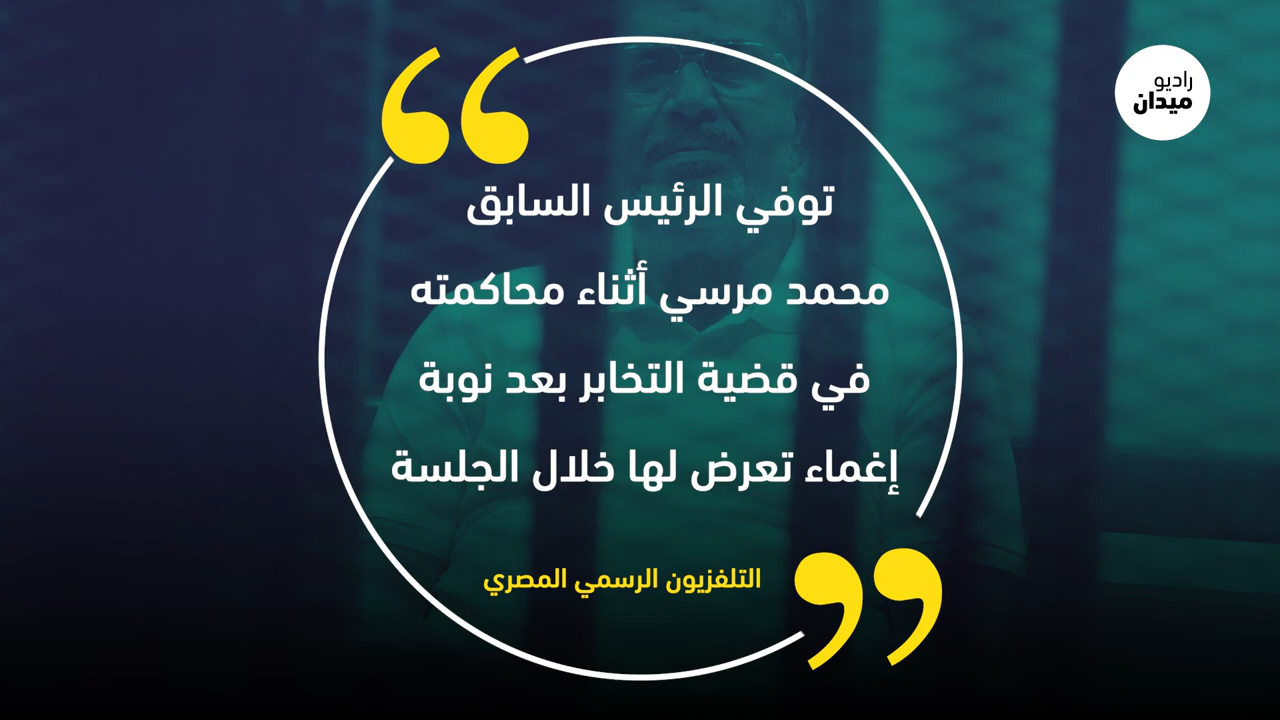 راديو
ميدان
توفي الرئيس السابق
محمد مرسي أثناء محاكمته
في قضية التخابر بعد نوبة
إغماء تعرض لها خلال الجلسة
التلفزيون الرسمي المصري